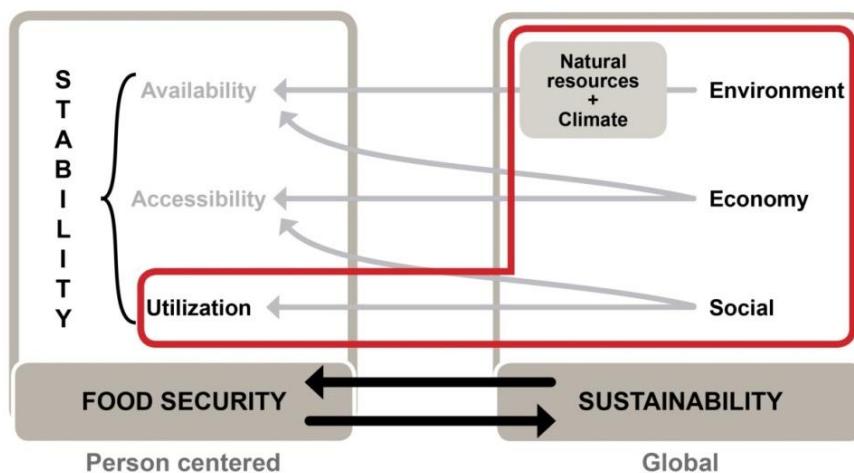 STABILITY
Availability
Accessibility
Utilization
Natural
resources
+
Climate
Environment
Economy
Social
FOOD SECURITY
SUSTAINABILITY
Person centered
Global